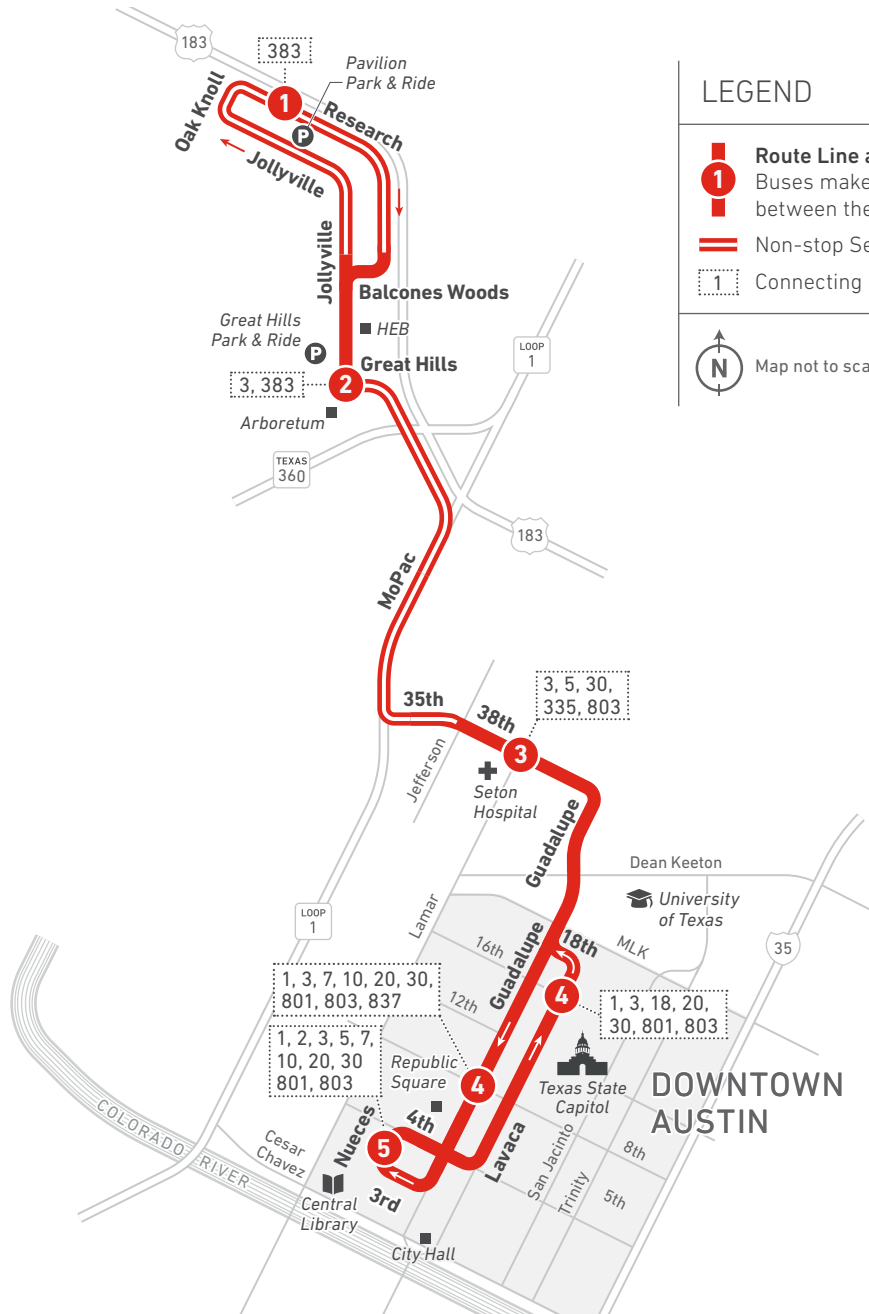 183
383
Pavilion
Park & Ride
1
Oak Knoll
P
Research
Jollyville
Jollyville
Balcones Woods
HEB
Great Hills
Park & Ride
P
Great Hills
3, 383
2
Arboretum
LOOP
1
TEXAS
360
183
MoPac
LEGEND
1
Route Line a
Buses make
between the
Non-stop Se
1
Connecting
N
Map not to sca
35th
38th
3, 5, 30,
335, 803
3
Jefferson
Seton
Hospital
Guadalupe
Dean Keeton
University
of Texas
LOOP
1
Lamar
MLK
35
16th
Guadalupe
18th
12th
4
1, 3, 7, 10, 20, 30,
801, 803, 837
1, 3, 18, 20,
30, 801, 803
1, 2, 3, 5, 7,
10, 20, 30
801, 803
Republic
Square
4
Texas State
Capitol
DOWNTOWN
AUSTIN
COLORADO RIVER
Cesar
Chavez
Nueces
4th
5
Lavaca
San Jacinto
Trinity
8th
5th
3rd
Central
Library
City Hall